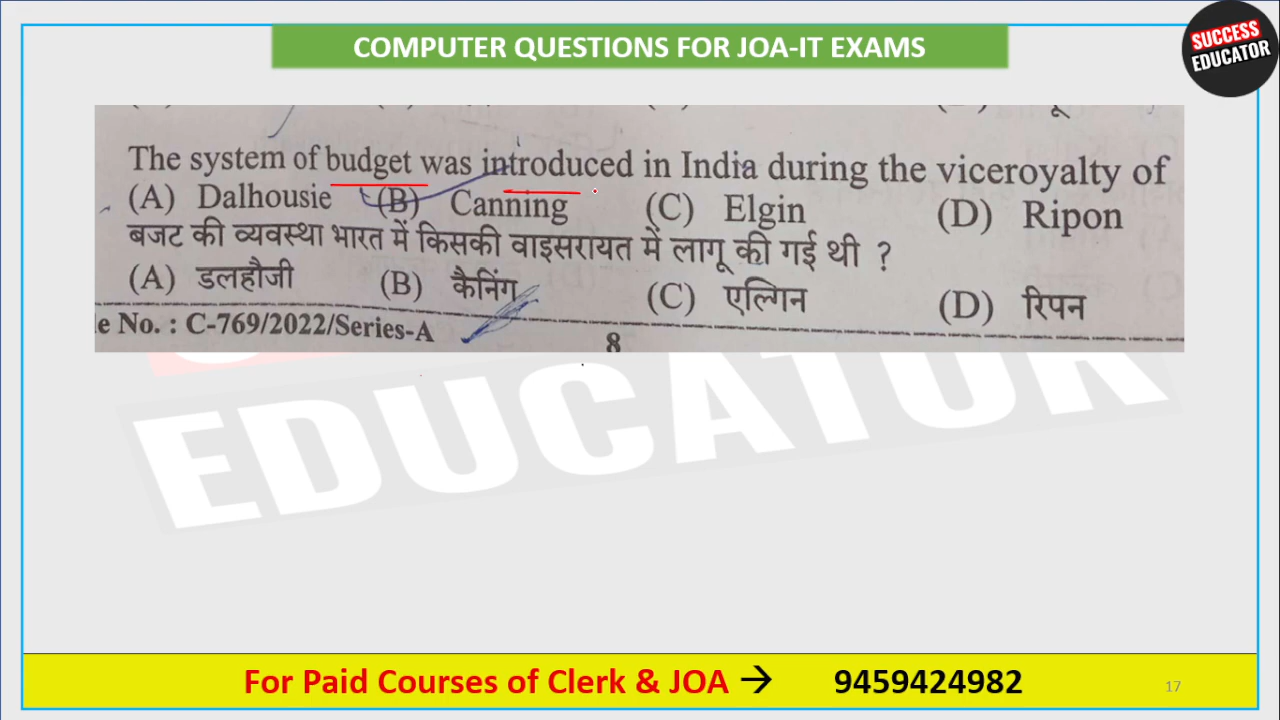 COMPUTER QUESTIONS FOR JOA-IT EXAMS
SUCCESS
EDUCATOR
The system of budget was introduced in India during the viceroyalty of
(A) Dalhousie (B) Canning (C) Elgin (D) Ripon
बजट की व्यवस्था भारत में किसकी वाइसरायत में लागू की गई थी ?
(A) डलहौजी (B) कैनिंग (C) एल्गिन (D) रिपन
e No. : C-769/2022/Series-A
8
EDUCATOR
For Paid Courses of Clerk & JOA → 9459424982
17